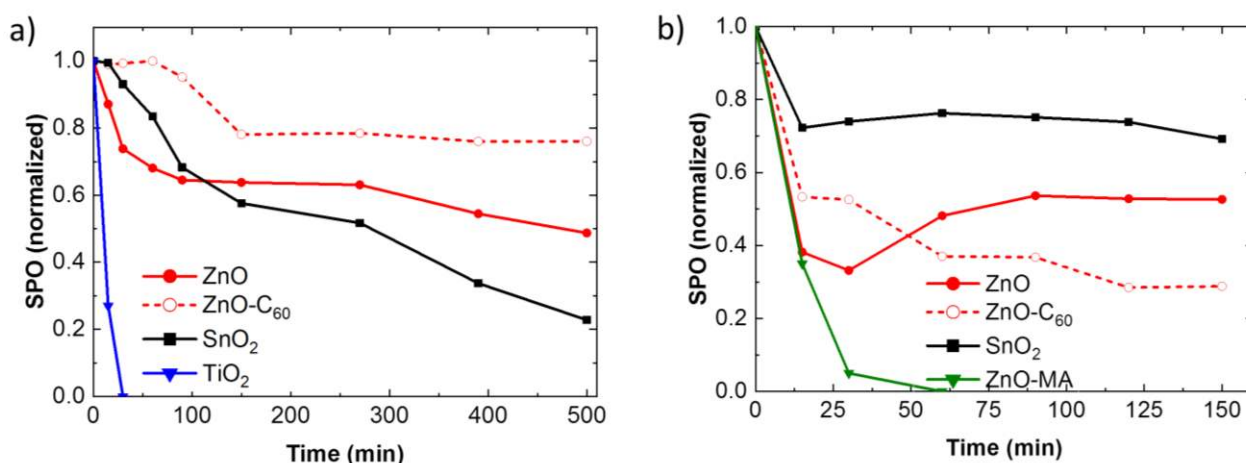 a)
SPO (normalized)
1.0
0.8
0.6
0.4
0.2
0.0
ZnO
ZnO-C₆₀
SnO₂
TiO₂
0 100 200 300 400 500
Time (min)
b)
SPO (normalized)
1.0
0.8
0.6
0.4
0.2
0.0
ZnO
ZnO-C₆₀
SnO₂
ZnO-MA
0 25 50 75 100 125 150
Time (min)